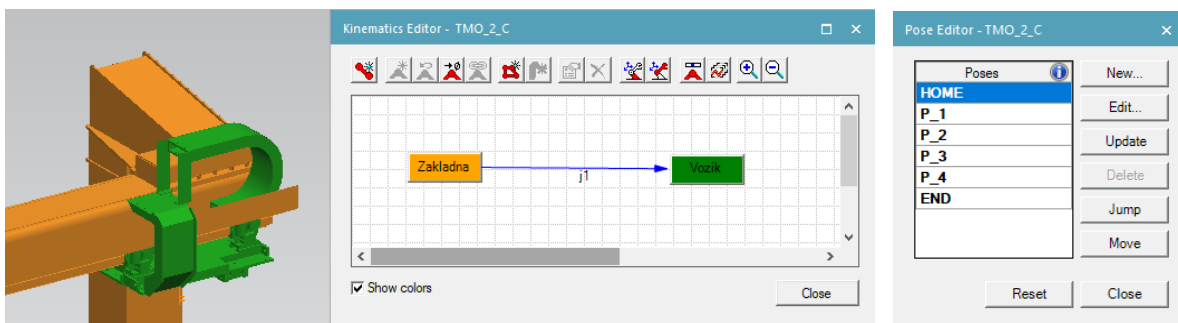 Kinematics Editor - TMO_2_C
Zakladna
j1
Vozik
Show colors
Close
Pose Editor - TMO_2_C
Poses
New...
HOME
Edit...
P_1
P_2
Update
P_3
Delete
P_4
END
Jump
Move
Reset
Close